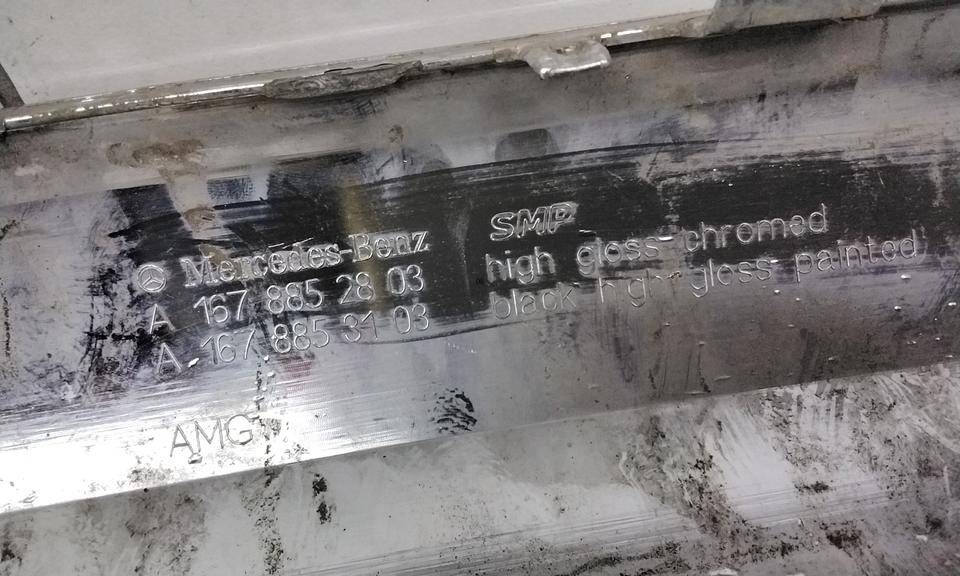 Mercedes-Benz
A 167 885 28 03
A 167 885 31 03
SMP
high gloss chromed
black high gloss painted
AMG